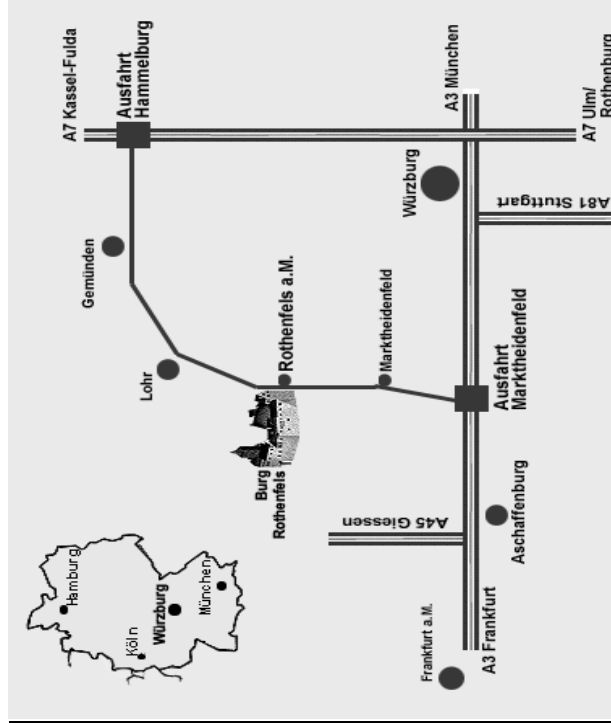 A7 Kassel-Fulda
Ausfahrt
Hammelburg
A3 München
A7 Ulm/
Rothenburg
Würzburg
A81 Stuttgart
Gemünden
Lohr
Rothenfels a.M.
Marktheidenfeld
Ausfahrt
Marktheidenfeld
Burg
Rothenfels
A45 Giessen
Aschaffenburg
Frankfurt a.M.
A3 Frankfurt
Hamburg
Köln
Würzburg
München